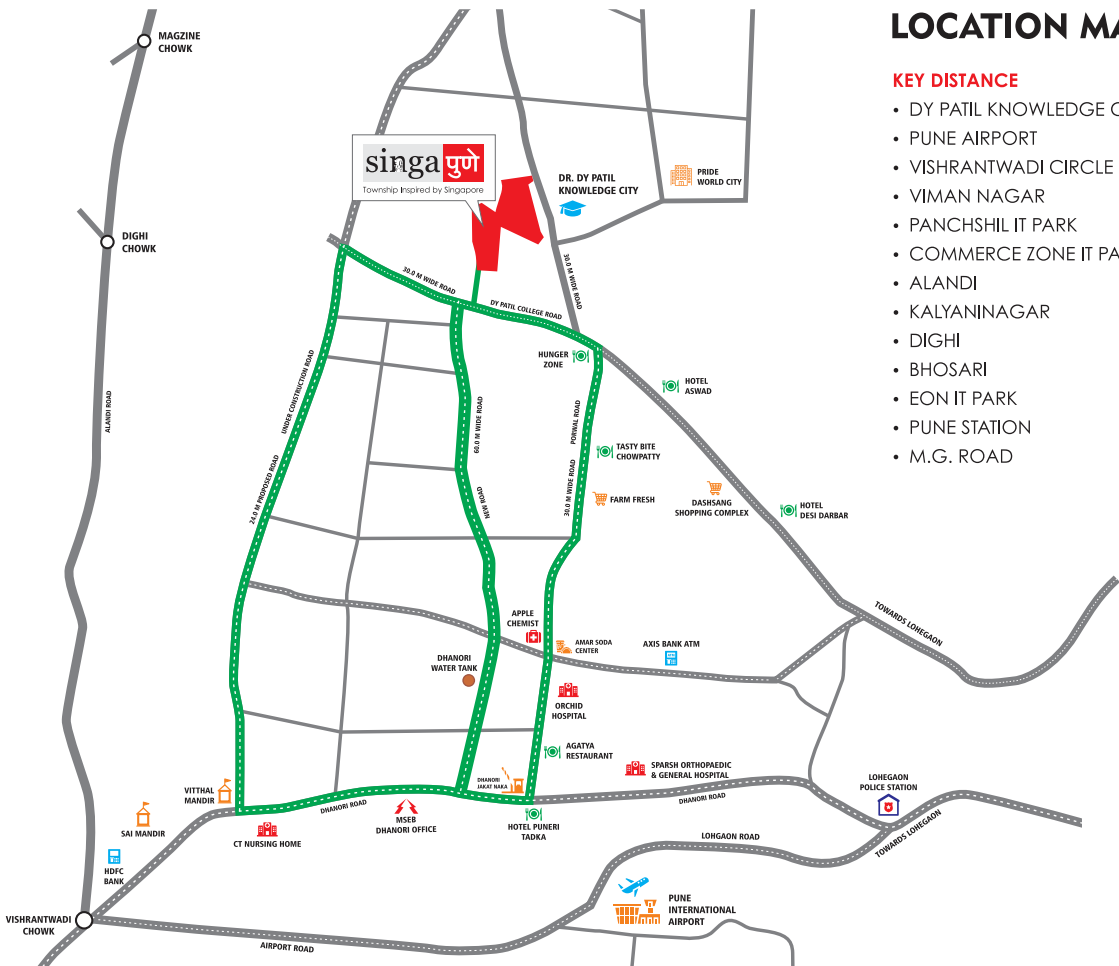 LOCATION MA
KEY DISTANCE
• DY PATIL KNOWLEDGE C
• PUNE AIRPORT
• VISHRANTWADI CIRCLE
• VIMAN NAGAR
• PANCHSHIL IT PARK
• COMMERCE ZONE IT PA
• ALANDI
• KALYANINAGAR
• DIGHI
• BHOSARI
• EON IT PARK
• PUNE STATION
• M.G. ROAD
MAGZINE
CHOWK
singa पुणे
Township Inspired by Singapore
DR. DY PATIL
KNOWLEDGE CITY
PRIDE
WORLD CITY
DIGHI
CHOWK
30.0 M WIDE ROAD
30.0 M WIDE ROAD
DY PATIL COLLEGE ROAD
HUNGER
ZONE
HOTEL
ASWAD
ALANDI ROAD
UNDER CONSTRUCTION ROAD
24.0 M PROPOSED ROAD
60.0 M WIDE ROAD
NEW ROAD
PORWAL ROAD
30.0 M WIDE ROAD
TASTY BITE
CHOWPATTY
FARM FRESH
DASHSANG
SHOPPING COMPLEX
HOTEL
DESI DARBAR
TOWARDS LOHEGAON
APPLE
CHEMIST
AMAR SODA
CENTER
AXIS BANK ATM
DHANORI
WATER TANK
ORCHID
HOSPITAL
AGATYA
RESTAURANT
DHANORI
JAKAT NAKA
SPARSH ORTHOPAEDIC
& GENERAL HOSPITAL
LOHEGAON
POLICE STATION
VITTHAL
MANDIR
DHANORI ROAD
DHANORI ROAD
MSEB
DHANORI OFFICE
HOTEL PUNERI
TADKA
SAI MANDIR
CT NURSING HOME
LOHGAON ROAD
TOWARDS LOHEGAON
HDFC
BANK
PUNE
INTERNATIONAL
AIRPORT
VISHRANTWADI
CHOWK
AIRPORT ROAD